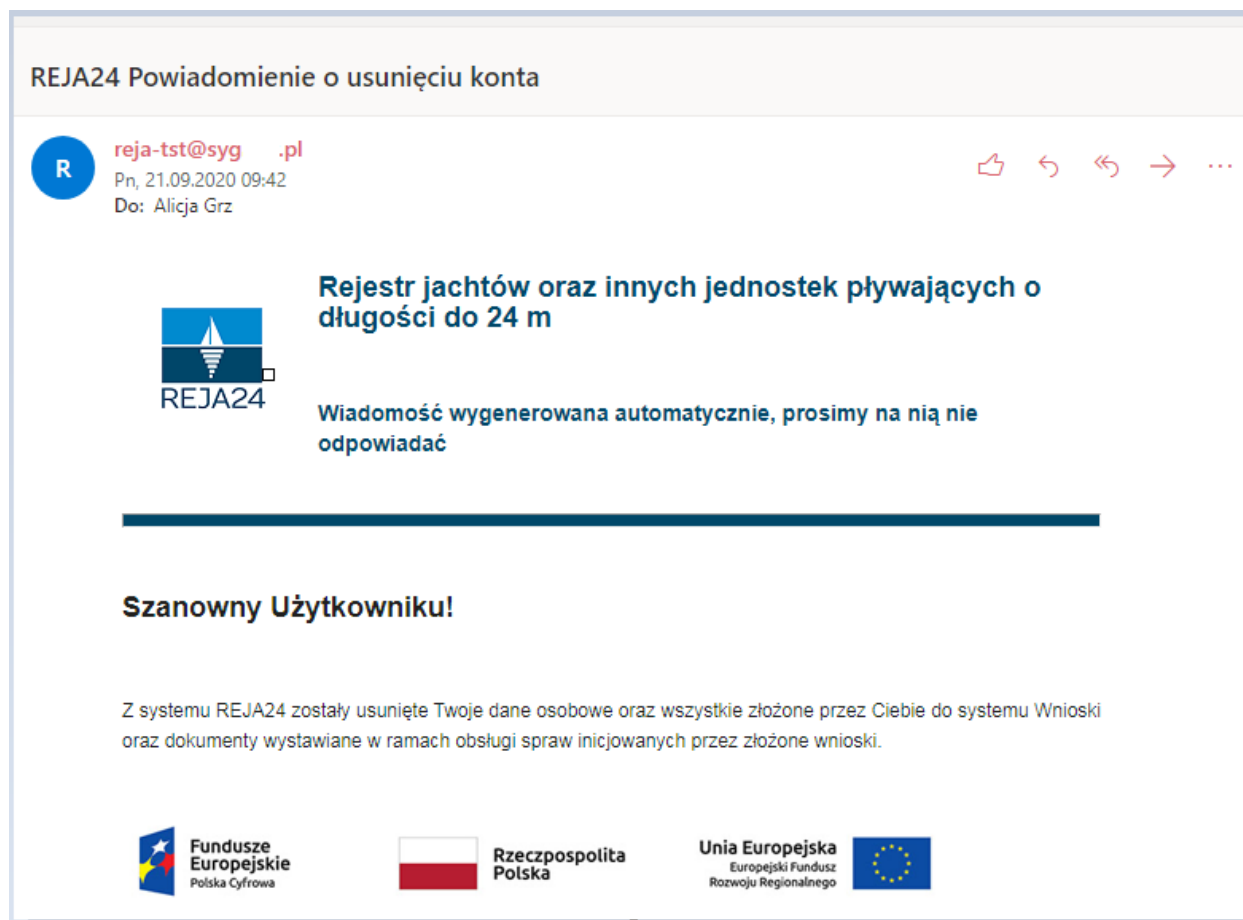 REJA24 Powiadomienie o usunięciu konta
R
reja-tst@syg .pl
Pn, 21.09.2020 09:42
Do: Alicja Grz
Rejestr jachtów oraz innych jednostek pływających o
długości do 24 m
REJA24
Wiadomość wygenerowana automatycznie, prosimy na nią nie
odpowiadać
Szanowny Użytkowniku!
Z systemu REJA24 zostały usunięte Twoje dane osobowe oraz wszystkie złożone przez Ciebie do systemu Wnioski
oraz dokumenty wystawiane w ramach obsługi spraw inicjowanych przez złożone wnioski.
Fundusze
Europejskie
Polska Cyfrowa
Rzeczpospolita
Polska
Unia Europejska
Europejski Fundusz
Rozwoju Regionalnego